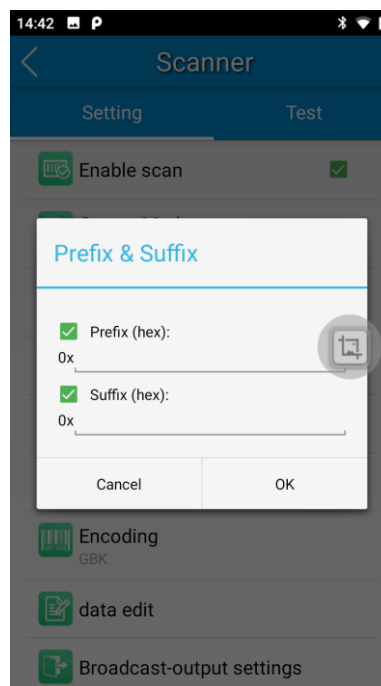 14:42
Scanner
Setting Test
Enable scan
Prefix & Suffix
Prefix (hex):
0x
Suffix (hex):
0x
Cancel OK
Encoding
GBK
data edit
Broadcast-output settings